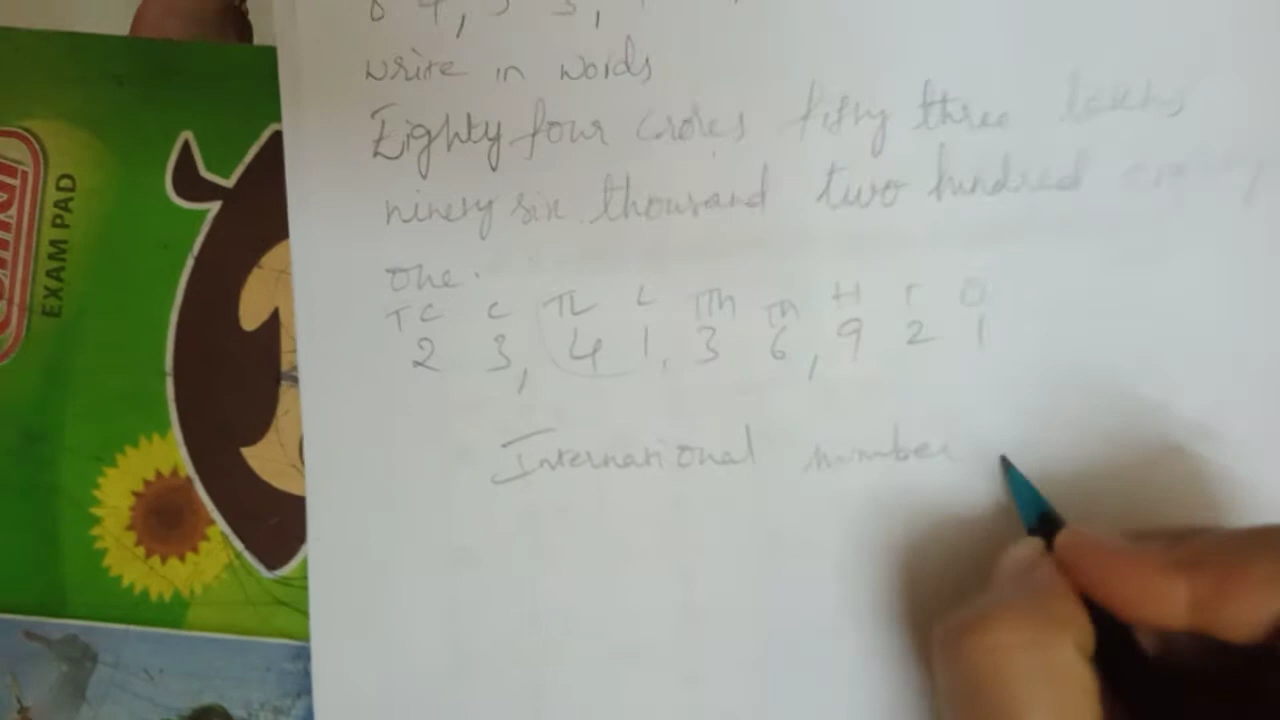 write in words
Eighty four crores fifty three lakhs
ninety six thousand two hundred
one.
TC C TL L TTh Th H T O
2 3, 4 1, 3 6, 9 2 1
International number
EXAM PAD